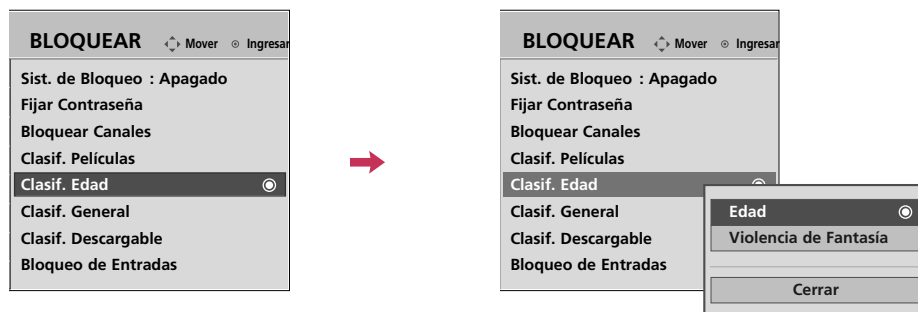 BLOQUEAR Mover Ingresar
Sist. de Bloqueo : Apagado
Fijar Contraseña
Bloquear Canales
Clasif. Películas
Clasif. Edad
Clasif. General
Clasif. Descargable
Bloqueo de Entradas
BLOQUEAR Mover Ingresar
Sist. de Bloqueo : Apagado
Fijar Contraseña
Bloquear Canales
Clasif. Películas
Clasif. Edad
Clasif. General
Clasif. Descargable
Bloqueo de Entradas
Edad
Violencia de Fantasía
Cerrar